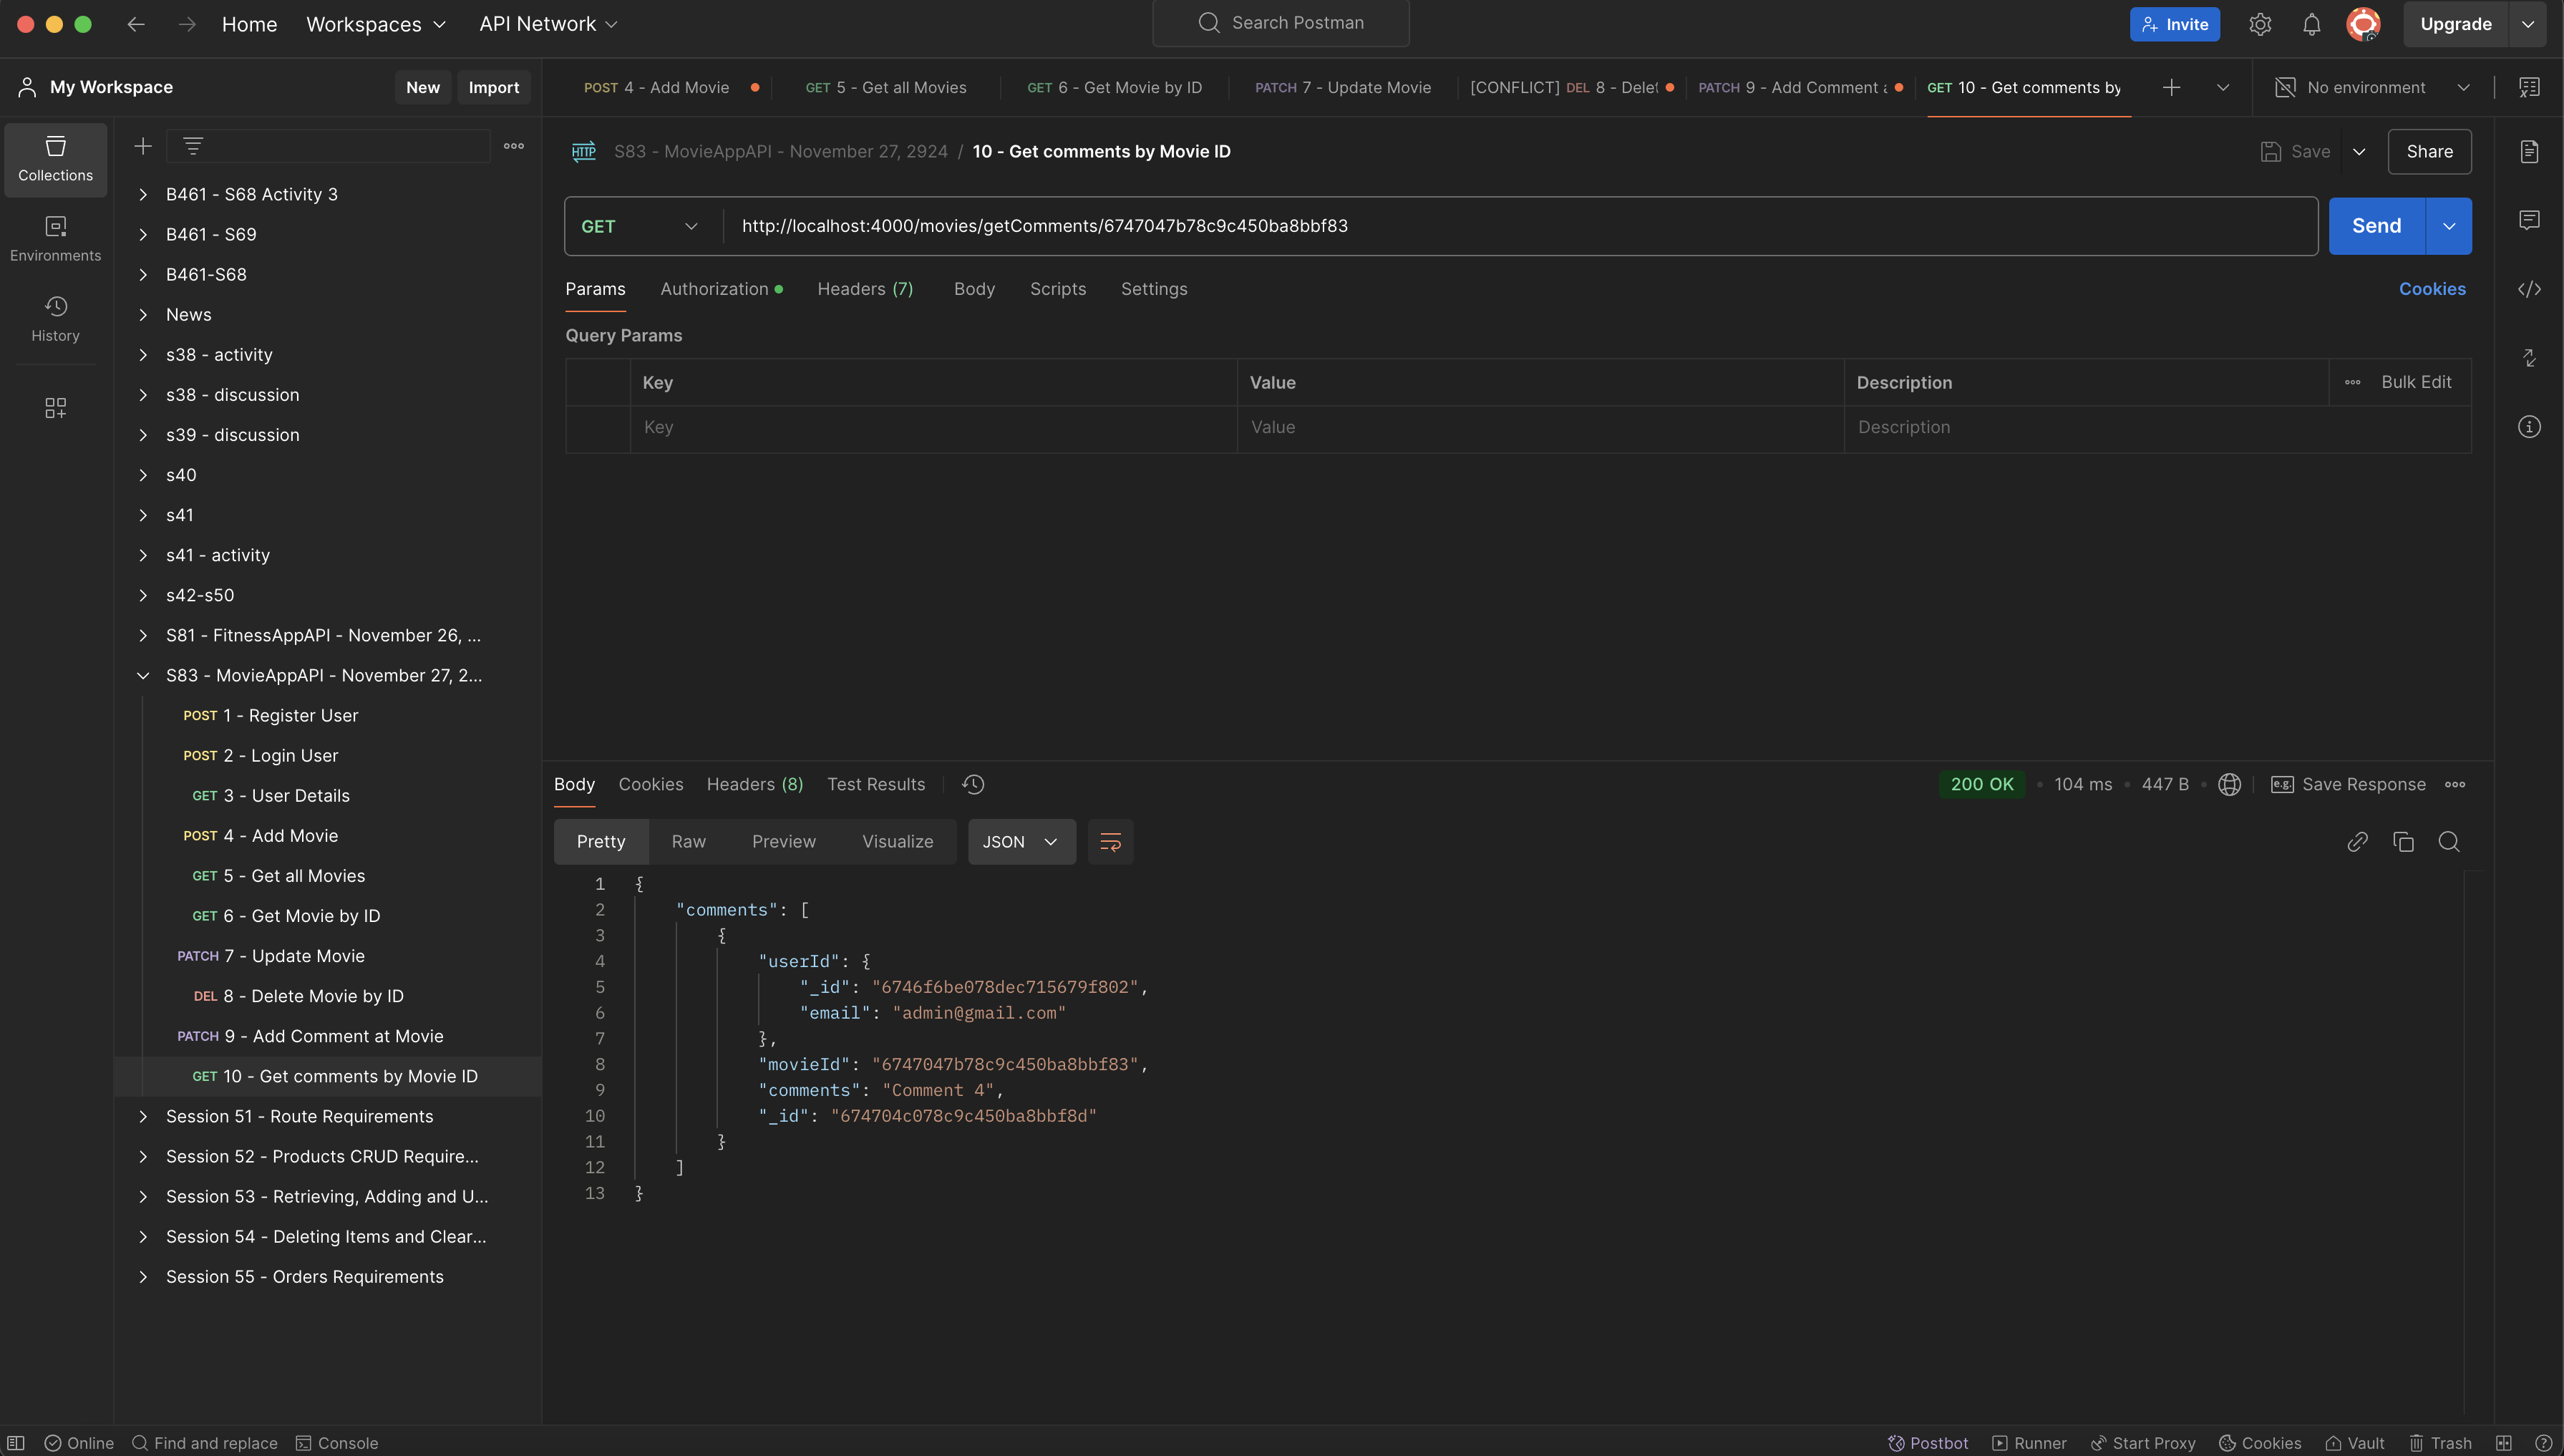 Home Workspaces API Network Search Postman Invite Upgrade
My Workspace New Import
POST 4 - Add Movie GET 5 - Get all Movies GET 6 - Get Movie by ID PATCH 7 - Update Movie [CONFLICT] DEL 8 - Delet PATCH 9 - Add Comment a GET 10 - Get comments by No environment
Collections
Environments
History
B461 - S68 Activity 3
B461 - S69
B461-S68
News
s38 - activity
s38 - discussion
s39 - discussion
s40
s41
s41 - activity
s42-s50
S81 - FitnessAppAPI - November 26, ...
S83 - MovieAppAPI - November 27, 2...
POST 1 - Register User
POST 2 - Login User
GET 3 - User Details
POST 4 - Add Movie
GET 5 - Get all Movies
GET 6 - Get Movie by ID
PATCH 7 - Update Movie
DEL 8 - Delete Movie by ID
PATCH 9 - Add Comment at Movie
GET 10 - Get comments by Movie ID
Session 51 - Route Requirements
Session 52 - Products CRUD Require...
Session 53 - Retrieving, Adding and U...
Session 54 - Deleting Items and Clear...
Session 55 - Orders Requirements
HTTP S83 - MovieAppAPI - November 27, 2924 / 10 - Get comments by Movie ID Save Share
GET http://localhost:4000/movies/getComments/6747047b78c9c450ba8bbf83 Send
Params Authorization Headers (7) Body Scripts Settings Cookies
Query Params
Key Value Description Bulk Edit
Key Value Description
Body Cookies Headers (8) Test Results 200 OK 104 ms 447 B e.g. Save Response
Pretty Raw Preview Visualize JSON
1 {
2 "comments": [
3 {
4 "userId": {
5 "_id": "6746f6be078dec715679f802",
6 "email": "admin@gmail.com"
7 },
8 "movieId": "6747047b78c9c450ba8bbf83",
9 "comments": "Comment 4",
10 "_id": "674704c078c9c450ba8bbf8d"
11 }
12 ]
13 }
Online Find and replace Console Postbot Runner Start Proxy Cookies Vault Trash